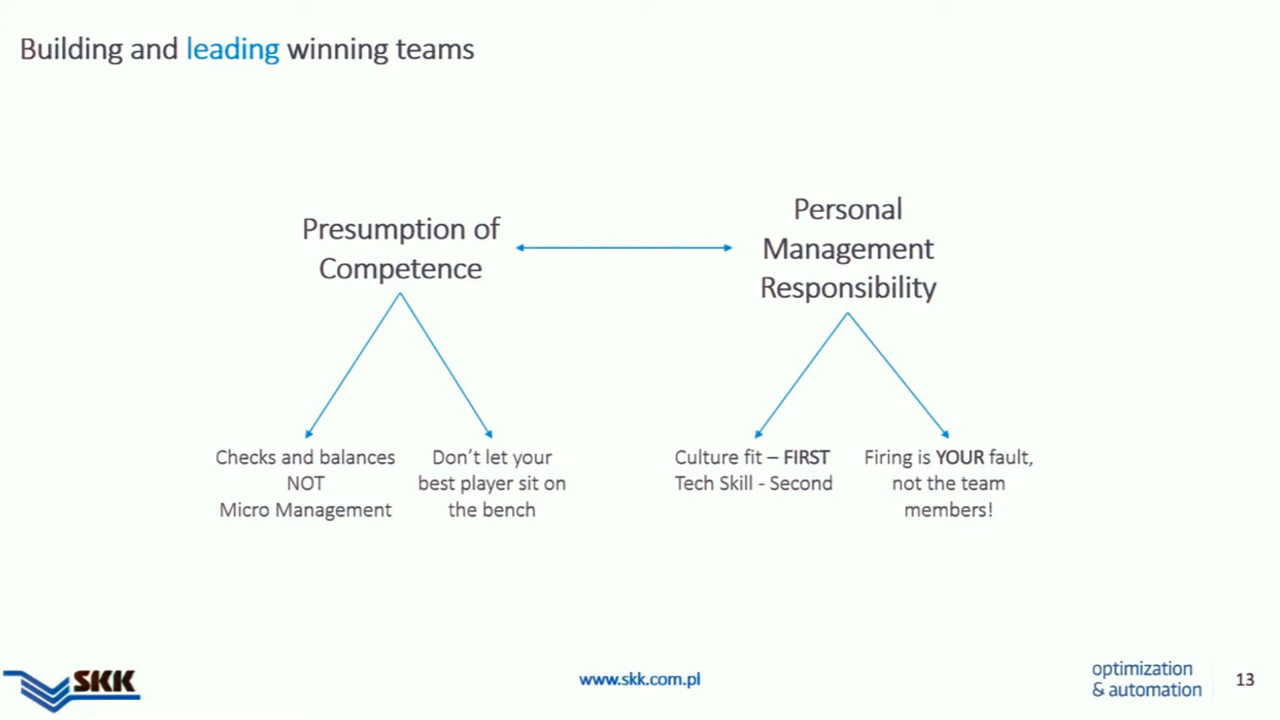 Building and leading winning teams
Presumption of
Competence
Personal
Management
Responsibility
Checks and balances
NOT
Micro Management
Don’t let your
best player sit on
the bench
Culture fit – FIRST
Tech Skill - Second
Firing is YOUR fault,
not the team
members!
SKK
www.skk.com.pl
optimization
& automation
13